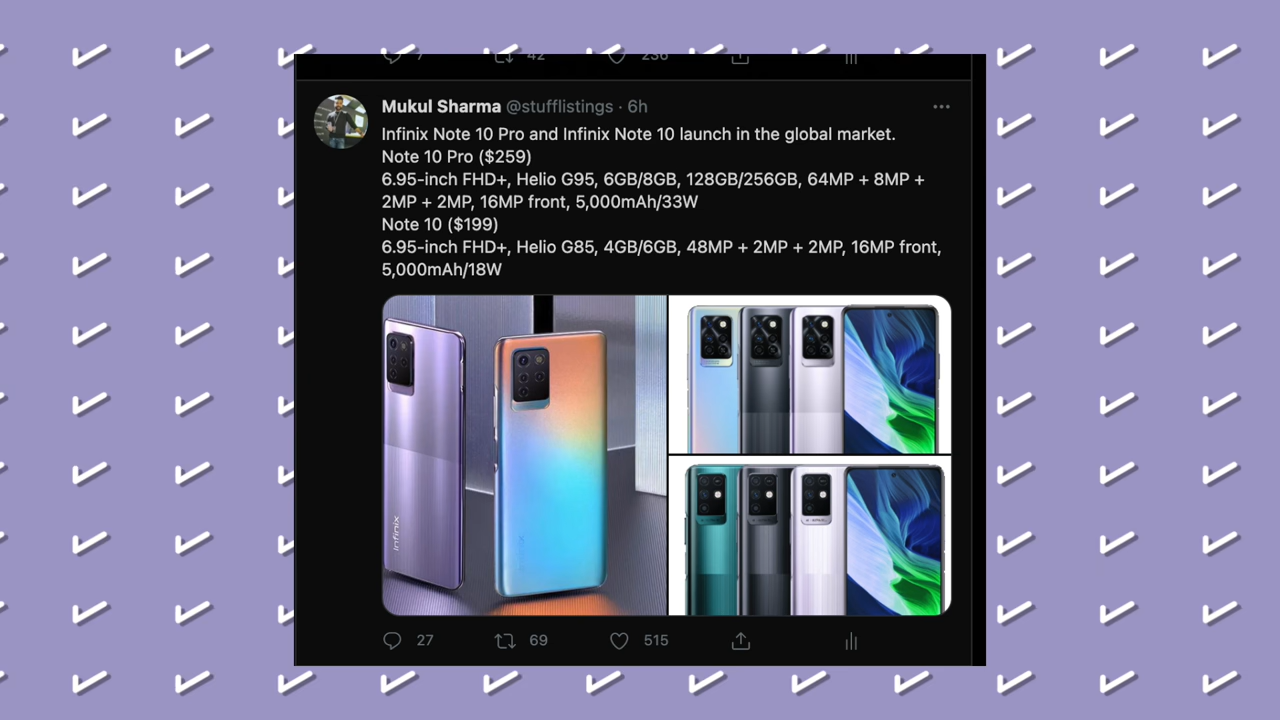 7 42 236
Mukul Sharma @stufflistings · 6h
Infinix Note 10 Pro and Infinix Note 10 launch in the global market.
Note 10 Pro ($259)
6.95-inch FHD+, Helio G95, 6GB/8GB, 128GB/256GB, 64MP + 8MP +
2MP + 2MP, 16MP front, 5,000mAh/33W
Note 10 ($199)
6.95-inch FHD+, Helio G85, 4GB/6GB, 48MP + 2MP + 2MP, 16MP front,
5,000mAh/18W
Infinix
27 69 515